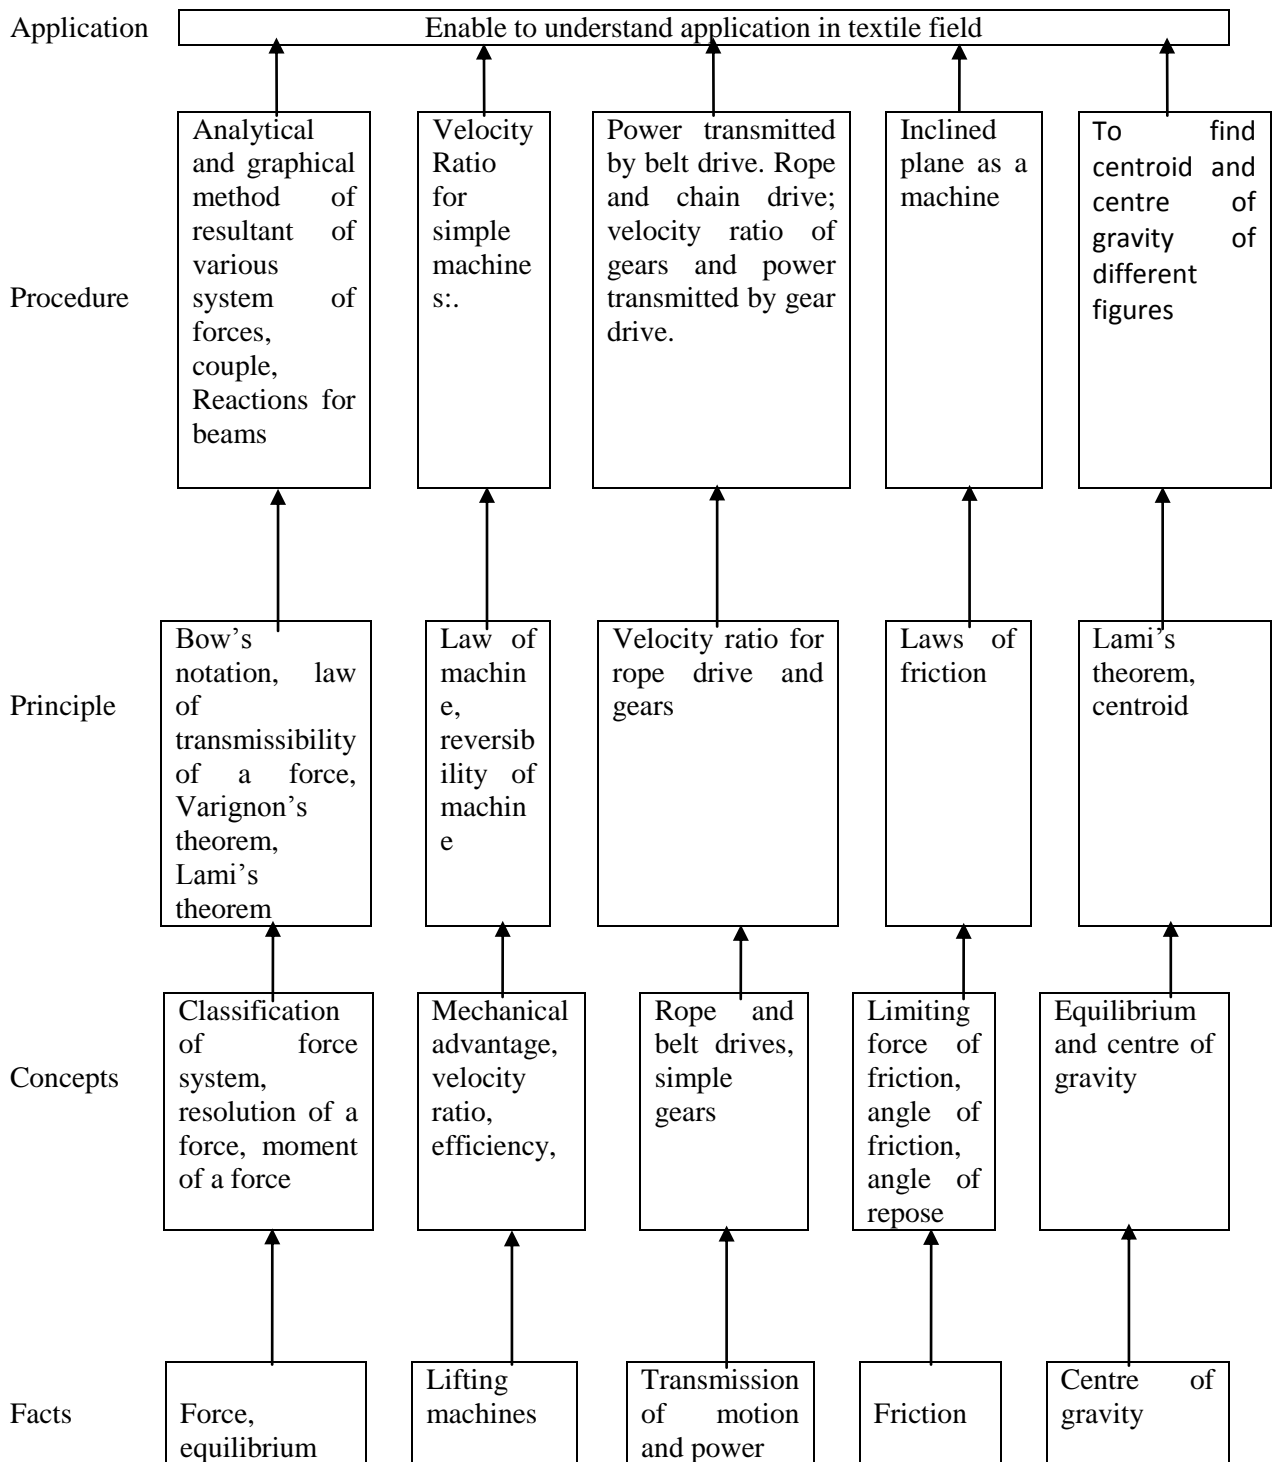 Application
Enable to understand application in textile field
Procedure
Analytical
and graphical
method of
resultant of
various
system of
forces,
couple,
Reactions for
beams
Velocity
Ratio
for
simple
machine
s:.
Power transmitted
by belt drive. Rope
and chain drive;
velocity ratio of
gears and power
transmitted by gear
drive.
Inclined
plane as a
machine
To find
centroid and
centre of
gravity of
different
figures
Principle
Bow’s
notation, law
of
transmissibility
of a force,
Varignon’s
theorem,
Lami’s
theorem
Law of
machin
e,
reversib
ility of
machin
e
Velocity ratio for
rope drive and
gears
Laws of
friction
Lami’s
theorem,
centroid
Concepts
Classification
of force
system,
resolution of a
force, moment
of a force
Mechanical
advantage,
velocity
ratio,
efficiency,
Rope and
belt drives,
simple
gears
Limiting
force of
friction,
angle of
friction,
angle of
repose
Equilibrium
and centre of
gravity
Facts
Force,
equilibrium
Lifting
machines
Transmission
of motion
and power
Friction
Centre of
gravity